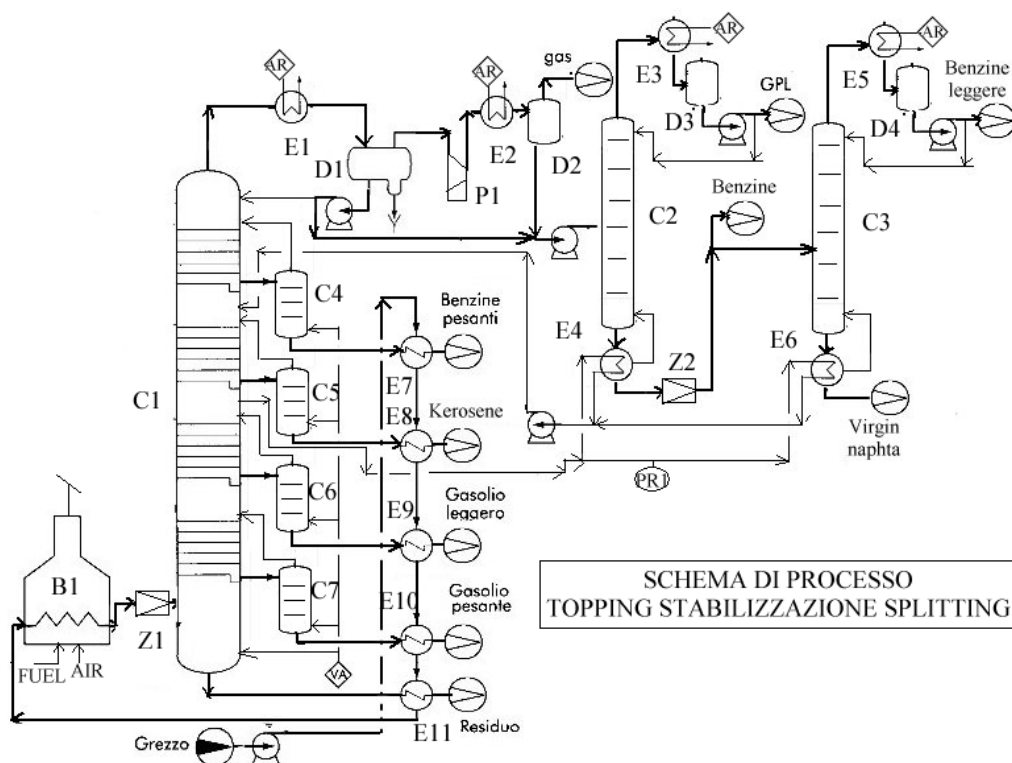 AR
E1
AR
E2
gas
E3
AR
D3
GPL
E5
AR
D4
Benzine
leggere
D1
P1
D2
C2
Benzine
C3
C4
Benzine
pesanti
E4
Z2
E6
C1
C5
E7
E8
Kerosene
Virgin
naphta
PR1
C6
E9
Gasolio
leggero
B1
Z1
C7
E10
Gasolio
pesante
SCHEMA DI PROCESSO
TOPPING STABILIZZAZIONE SPLITTING
FUEL
AIR
VA
E11
Residuo
Grezzo